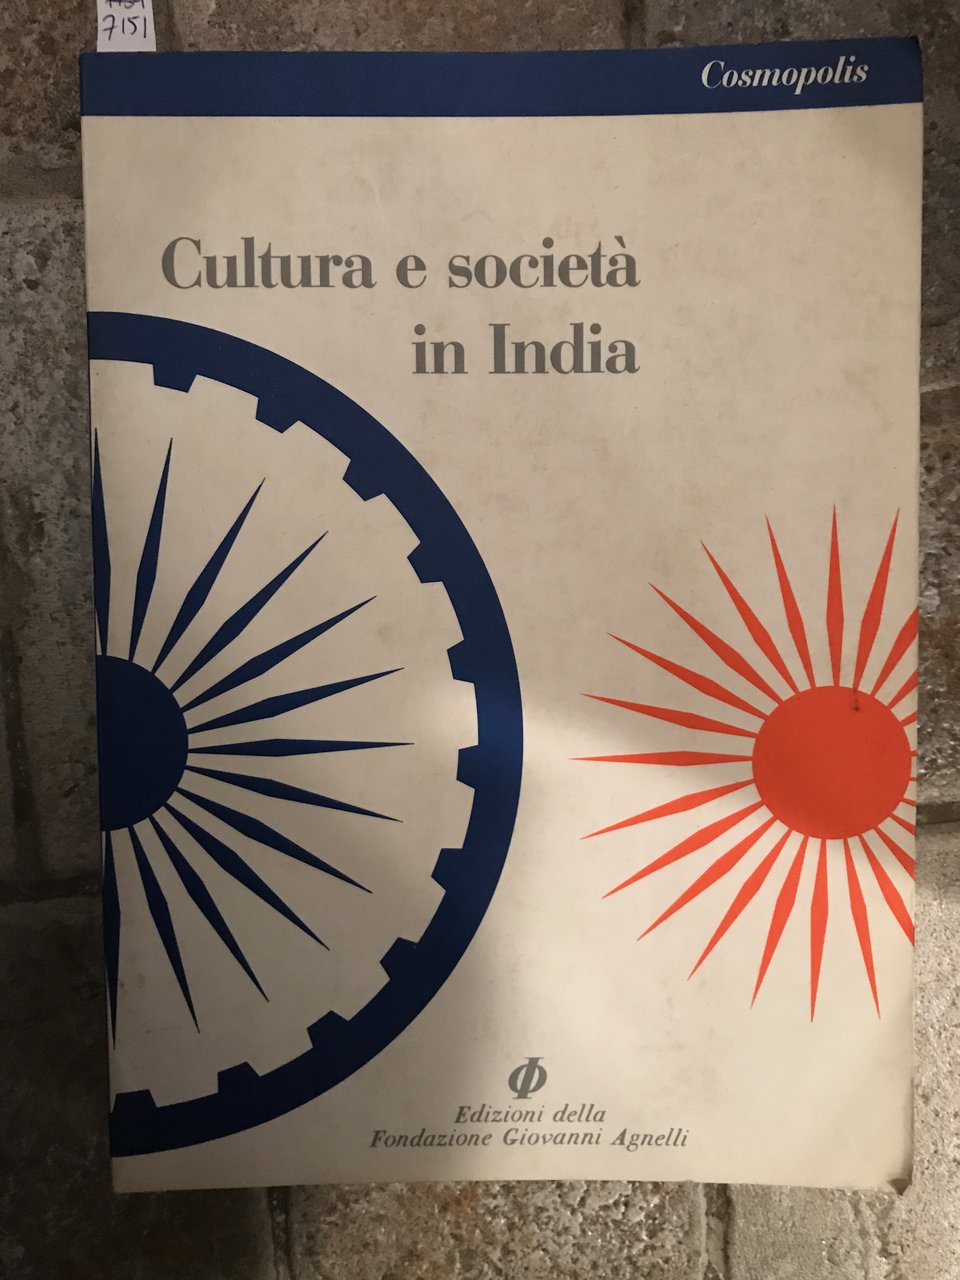 7151
Cosmopolis
Cultura e società
in India
Edizioni della
Fondazione Giovanni Agnelli